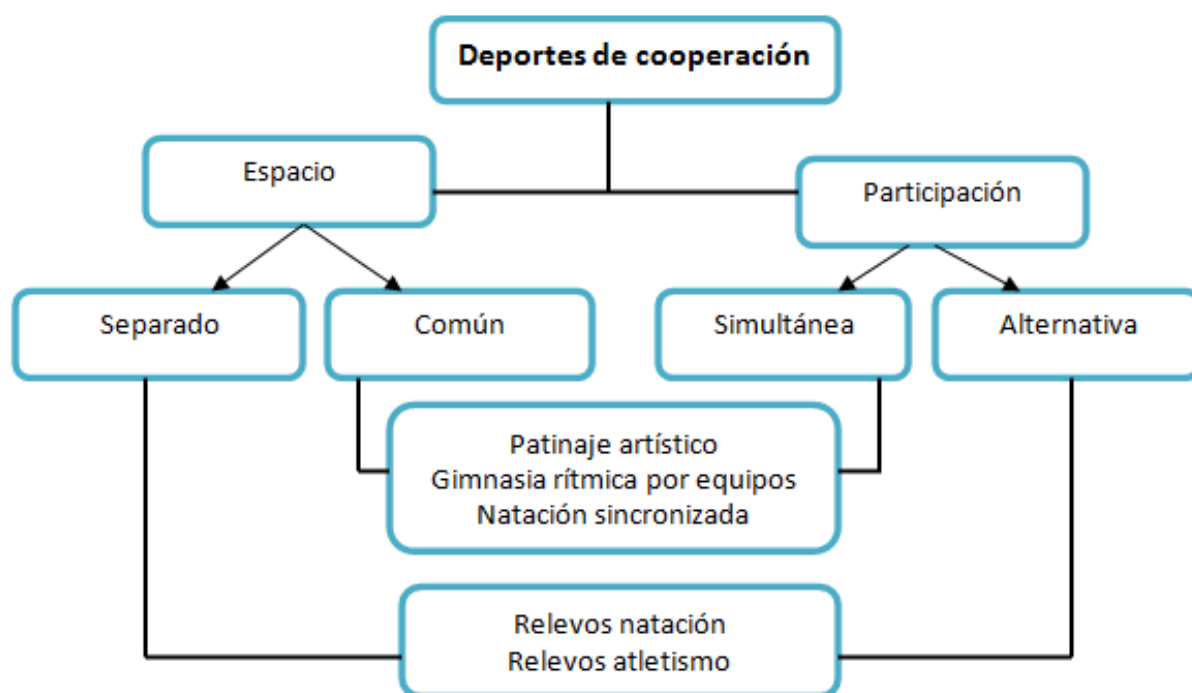 Deportes de cooperación
Espacio
Participación
Separado
Común
Simultánea
Alternativa
Patinaje artístico
Gimnasia rítmica por equipos
Natación sincronizada
Relevos natación
Relevos atletismo